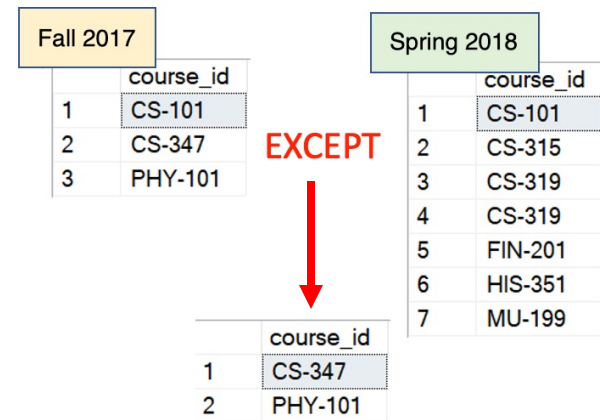 Fall 2017
course_id
1 CS-101
2 CS-347
3 PHY-101
EXCEPT
Spring 2018
course_id
1 CS-101
2 CS-315
3 CS-319
4 CS-319
5 FIN-201
6 HIS-351
7 MU-199
course_id
1 CS-347
2 PHY-101